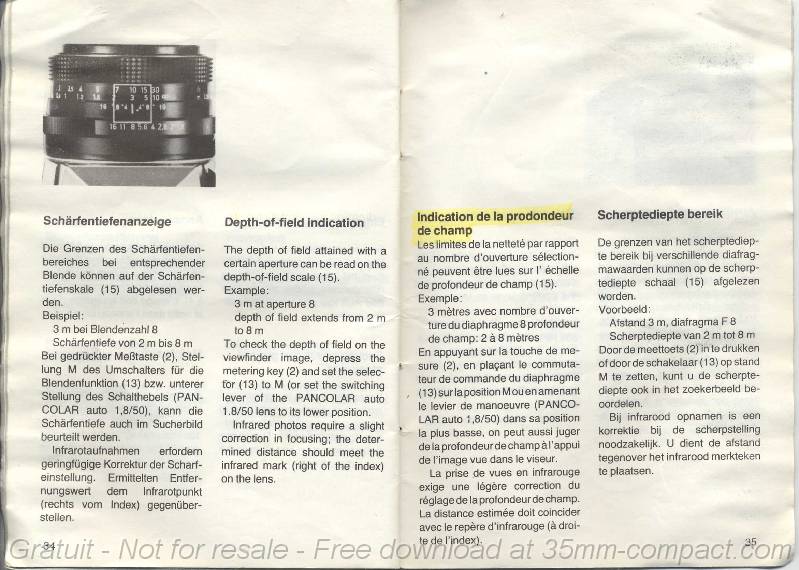 Schärfentiefenanzeige
Die Grenzen des Schärfentiefen-
bereiches bei entsprechender
Blende können auf der Schärfen-
tiefenskale (15) abgelesen wer-
den.
Beispiel:
3 m bei Blendenzahl 8
Schärfentiefe von 2 m bis 8 m
Bei gedrückter Meßtaste (2), Stel-
lung M des Umschalters für die
Blendenfunktion (13) bzw. unterer
Stellung des Schalthebels (PAN-
COLAR auto 1,8/50), kann die
Schärfentiefe auch im Sucherbild
beurteilt werden.
Infrarotaufnahmen erfordern
geringfügige Korrektur der Scharf-
einstellung. Ermittelten Entfer-
nungswert dem Infrarotpunkt
(rechts vom Index) gegenüber-
stellen.
34
Depth-of-field indication
The depth of field attained with a
certain aperture can be read on the
depth-of-field scale (15).
Example:
3 m at aperture 8
depth of field extends from 2 m
to 8 m
To check the depth of field on the
viewfinder image, depress the
metering key (2) and set the selec-
tor (13) to M (or set the switching
lever of the PANCOLAR auto
1.8/50 lens to its lower position).
Infrared photos require a slight
correction in focusing; the deter-
mined distance should meet the
infrared mark (right of the index)
on the lens.
Indication de la prodondeur
de champ
Les limites de la netteté par rapport
au nombre d'ouverture sélection-
né peuvent être lues sur l' échelle
de profondeur de champ (15).
Exemple:
3 mètres avec nombre d'ouver-
ture du diaphragme 8 profondeur
de champ: 2 à 8 mètres
En appuyant sur la touche de me-
sure (2), en plaçant le commuta-
teur de commande du diaphragme
(13) sur la position M ou en amenant
le levier de manoeuvre (PANCO-
LAR auto 1,8/50) dans sa position
la plus basse, on peut aussi juger
de la profondeur de champ à l'appui
de l'image vue dans le viseur.
La prise de vues en infrarouge
exige une légère correction du
réglage de la profondeur de champ.
La distance estimée doit coincider
avec le repère d'infrarouge (à droi-
te de l'index).
Scherptediepte bereik
De grenzen van het scherptediep-
te bereik bij verschillende diafrag-
mawaarden kunnen op de scherp-
tediepte schaal (15) afgelezen
worden.
Voorbeeld:
Afstand 3 m, diafragma F 8
Scherptediepte van 2 m tot 8 m
Door de meettoets (2) in te drukken
of door de schakelaar (13) op stand
M te zetten, kunt u de scherpte-
diepte ook in het zoekerbeeld be-
oordelen.
Bij infrarood opnamen is een
korrektie bij de scherpstelling
noodzakelijk. U dient de afstand
tegenover het infrarood merkteken
te plaatsen.
35
Gratuit - Not for resale - Free download at 35mm-compact.com